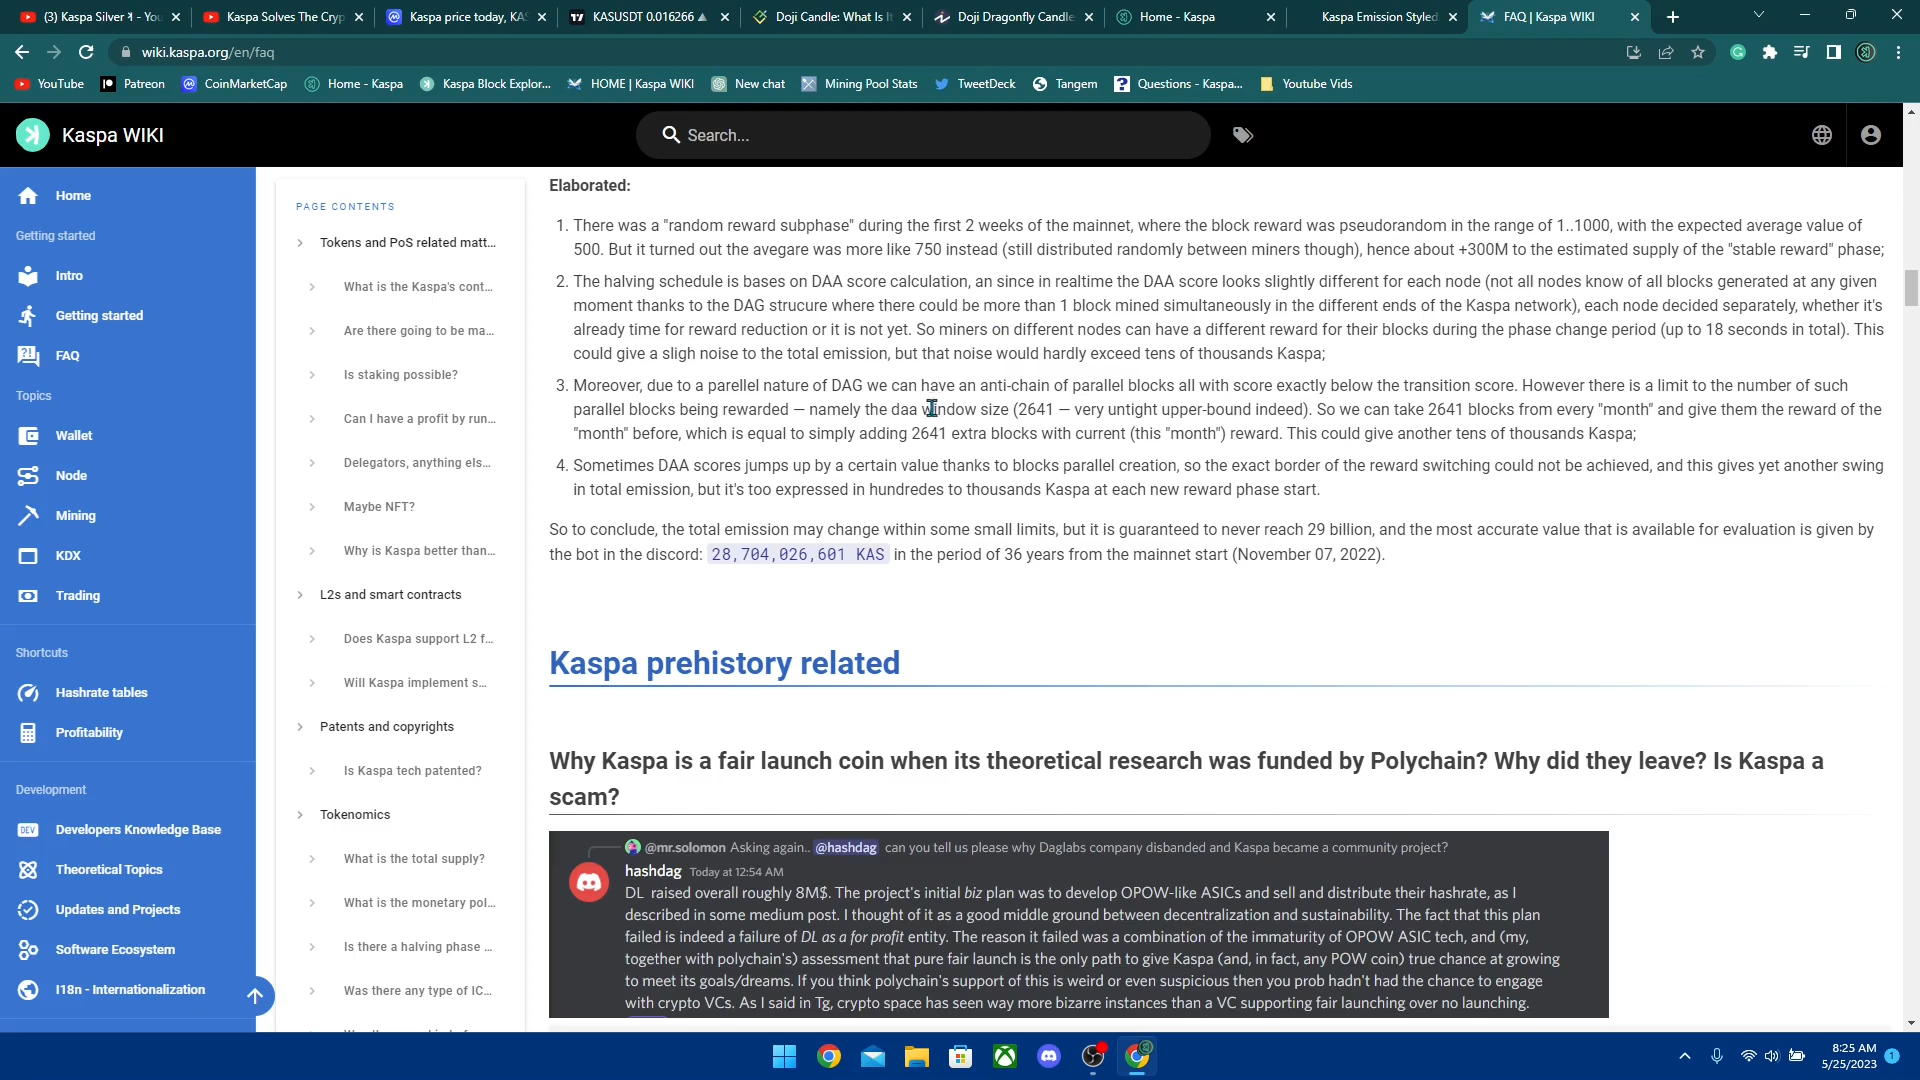 (3) Kaspa Silver ꓘ - You
Kaspa Solves The Cryp
Kaspa price today, KAS
KASUSDT 0.016266 ▲
Doji Candle: What Is It
Doji Dragonfly Candle
Home - Kaspa
Kaspa Emission Styled
FAQ | Kaspa WIKI
wiki.kaspa.org/en/faq
YouTube
Patreon
CoinMarketCap
Home - Kaspa
Kaspa Block Explor...
HOME | Kaspa WIKI
New chat
Mining Pool Stats
TweetDeck
Tangem
Questions - Kaspa...
Youtube Vids
Kaspa WIKI
Search...
Home
Getting started
Intro
Getting started
FAQ
Topics
Wallet
Node
Mining
KDX
Trading
Shortcuts
Hashrate tables
Profitability
Development
DEV
Developers Knowledge Base
Theoretical Topics
Updates and Projects
Software Ecosystem
I18n - Internationalization
PAGE CONTENTS
Tokens and PoS related matt...
What is the Kaspa's cont...
Are there going to be ma...
Is staking possible?
Can I have a profit by run...
Delegators, anything els...
Maybe NFT?
Why is Kaspa better than...
L2s and smart contracts
Does Kaspa support L2 f...
Will Kaspa implement s...
Patents and copyrights
Is Kaspa tech patented?
Tokenomics
What is the total supply?
What is the monetary pol...
Is there a halving phase ...
Was there any type of IC...
Elaborated:
1. There was a "random reward subphase" during the first 2 weeks of the mainnet, where the block reward was pseudorandom in the range of 1..1000, with the expected average value of
500. But it turned out the avegare was more like 750 instead (still distributed randomly between miners though), hence about +300M to the estimated supply of the "stable reward" phase;
2. The halving schedule is bases on DAA score calculation, an since in realtime the DAA score looks slightly different for each node (not all nodes know of all blocks generated at any given
moment thanks to the DAG strucure where there could be more than 1 block mined simultaneously in the different ends of the Kaspa network), each node decided separately, whether it's
already time for reward reduction or it is not yet. So miners on different nodes can have a different reward for their blocks during the phase change period (up to 18 seconds in total). This
could give a sligh noise to the total emission, but that noise would hardly exceed tens of thousands Kaspa;
3. Moreover, due to a parellel nature of DAG we can have an anti-chain of parallel blocks all with score exactly below the transition score. However there is a limit to the number of such
parallel blocks being rewarded — namely the daa window size (2641 — very untight upper-bound indeed). So we can take 2641 blocks from every "month" and give them the reward of the
"month" before, which is equal to simply adding 2641 extra blocks with current (this "month") reward. This could give another tens of thousands Kaspa;
4. Sometimes DAA scores jumps up by a certain value thanks to blocks parallel creation, so the exact border of the reward switching could not be achieved, and this gives yet another swing
in total emission, but it's too expressed in hundredes to thousands Kaspa at each new reward phase start.
So to conclude, the total emission may change within some small limits, but it is guaranteed to never reach 29 billion, and the most accurate value that is available for evaluation is given by
the bot in the discord: 28,704,026,601 KAS in the period of 36 years from the mainnet start (November 07, 2022).
Kaspa prehistory related
Why Kaspa is a fair launch coin when its theoretical research was funded by Polychain? Why did they leave? Is Kaspa a
scam?
@mr.solomon Asking again.. @hashdag can you tell us please why Daglabs company disbanded and Kaspa became a community project?
hashdag Today at 12:54 AM
DL raised overall roughly 8M$. The project's initial biz plan was to develop OPOW-like ASICs and sell and distribute their hashrate, as I
described in some medium post. I thought of it as a good middle ground between decentralization and sustainability. The fact that this plan
failed is indeed a failure of DL as a for profit entity. The reason it failed was a combination of the immaturity of OPOW ASIC tech, and (my,
together with polychain's) assessment that pure fair launch is the only path to give Kaspa (and, in fact, any POW coin) true chance at growing
to meet its goals/dreams. If you think polychain's support of this is weird or even suspicious then you prob hadn't had the chance to engage
with crypto VCs. As I said in Tg, crypto space has seen way more bizarre instances than a VC supporting fair launching over no launching.
8:25 AM
5/25/2023
1